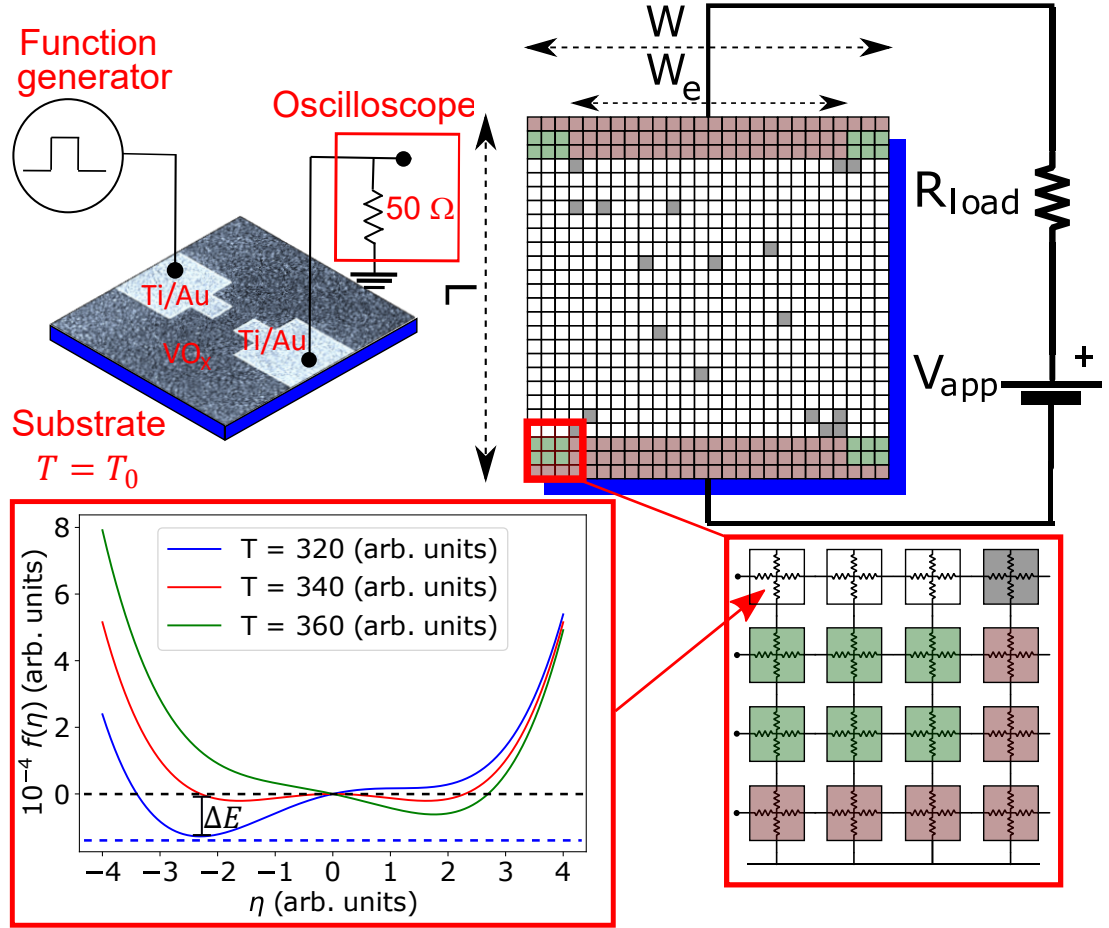 Function
generator
Oscilloscope
50 Ω
Ti/Au
Ti/Au
VOₓ
Substrate
T = T₀
W
Wₑ
L
R_load
V_app
+
10⁻⁴ f(η) (arb. units)
8
6
4
2
0
T = 320 (arb. units)
T = 340 (arb. units)
T = 360 (arb. units)
ΔE
−4 −3 −2 −1 0 1 2 3 4
η (arb. units)